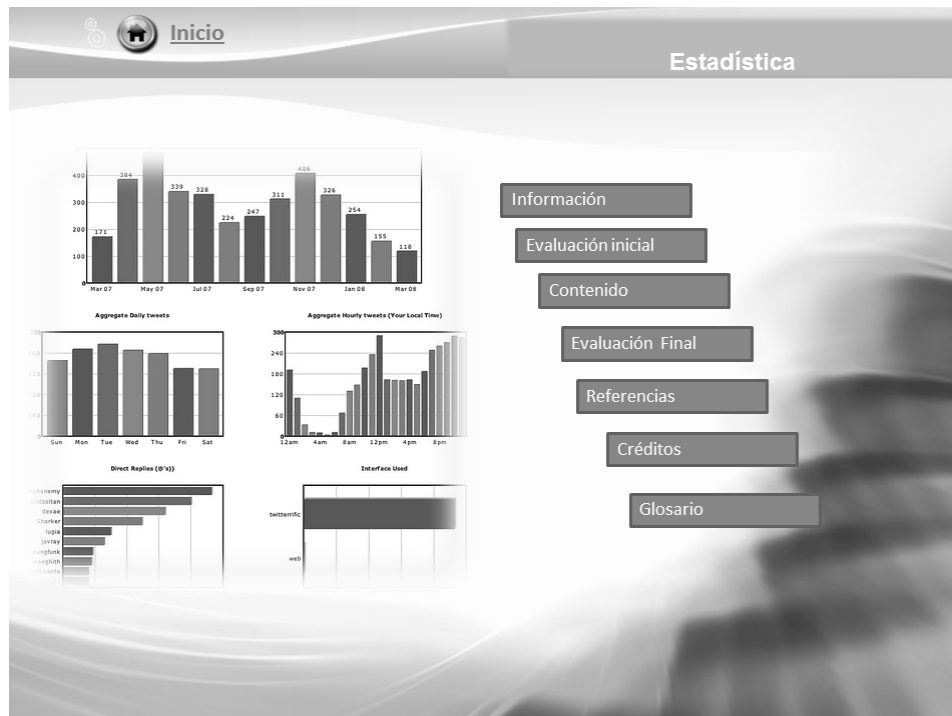 Inicio
Estadística
400
300
200
100
0
171
384
339
328
224
247
311
406
326
254
155
118
Mar 07
May 07
Jul 07
Sep 07
Nov 07
Jan 08
Mar 08
Aggregate Daily tweets
Sun
Mon
Tue
Wed
Thu
Fri
Sat
Aggregate Hourly tweets (Your Local Time)
300
240
180
120
60
0
12am
4am
8am
12pm
4pm
8pm
Direct Replies (@'s))
dexae
Sharker
lugia
javray
Interface Used
twitterrific
web
Información
Evaluación inicial
Contenido
Evaluación Final
Referencias
Créditos
Glosario